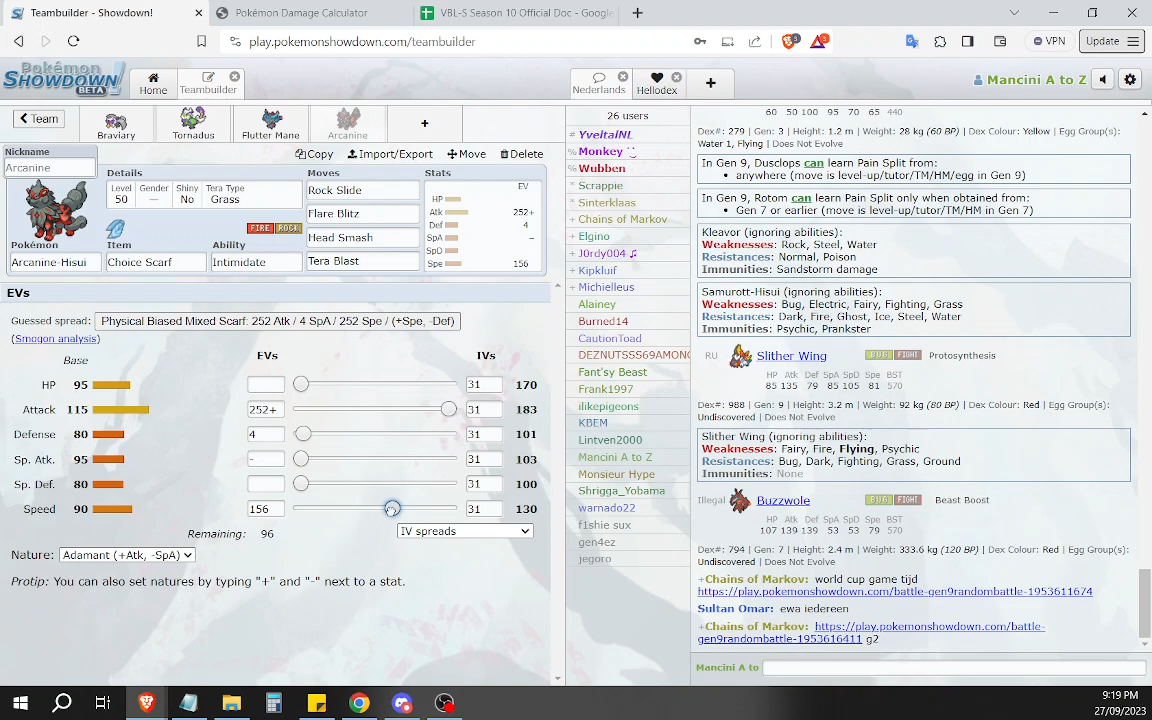 Teambuilder - Showdown!
Pokémon Damage Calculator
VBL-S Season 10 Official Doc - Google
play.pokemonshowdown.com/teambuilder
VPN
Update
Pokémon
SHOWDOWN!
BETA
Home
Teambuilder
Nederlands
Hellodex
Mancini A to Z
Team
Braviary
Tornadus
Flutter Mane
Arcanine
+
Copy
Import/Export
Move
Delete
Nickname
Arcanine
Details
Level
50
Gender
—
Shiny
No
Tera Type
Grass
FIRE ROCK
Pokémon
Arcanine-Hisui
Item
Choice Scarf
Ability
Intimidate
Moves
Rock Slide
Flare Blitz
Head Smash
Tera Blast
Stats
EV
HP
Atk 252+
Def 4
SpA –
SpD
Spe 156
EVs
Guessed spread: Physical Biased Mixed Scarf: 252 Atk / 4 SpA / 252 Spe / (+Spe, -Def)
(Smogon analysis)
Base EVs IVs
HP 95 31 170
Attack 115 252+ 31 183
Defense 80 4 31 101
Sp. Atk. 95 - 31 103
Sp. Def. 80 31 100
Speed 90 156 31 130
Remaining: 96
IV spreads
Nature: Adamant (+Atk, -SpA)
Protip: You can also set natures by typing "+" and "-" next to a stat.
26 users
# YveltalNL
% Monkey
% Wubben
* Scrappie
* Sinterklaas
+ Chains of Markov
+ Elgino
+ J0rdy004 ♫
+ Kipkluif
+ Michielleus
Alainey
Burned14
CautionToad
DEZNUTSSS69AMONG
Fant'sy Beast
Frank1997
ilikepigeons
KBEM
Lintven2000
Mancini A to Z
Monsieur Hype
Shrigga_Yobama
warnado22
f1shie sux
gen4ez
jegoro
60 50 100 95 70 65 440
Dex#: 279 | Gen: 3 | Height: 1.2 m | Weight: 28 kg (60 BP) | Dex Colour: Yellow | Egg Group(s):
Water 1, Flying | Does Not Evolve
In Gen 9, Dusclops can learn Pain Split from:
• anywhere (move is level-up/tutor/TM/HM/egg in Gen 9)
In Gen 9, Rotom can learn Pain Split only when obtained from:
• Gen 7 or earlier (move is level-up/tutor/TM/HM in Gen 7)
Kleavor (ignoring abilities):
Weaknesses: Rock, Steel, Water
Resistances: Normal, Poison
Immunities: Sandstorm damage
Samurott-Hisui (ignoring abilities):
Weaknesses: Bug, Electric, Fairy, Fighting, Grass
Resistances: Dark, Fire, Ghost, Ice, Steel, Water
Immunities: Psychic, Prankster
RU Slither Wing BUG FIGHT Protosynthesis
HP Atk Def SpA SpD Spe BST
85 135 79 85 105 81 570
Dex#: 988 | Gen: 9 | Height: 3.2 m | Weight: 92 kg (80 BP) | Dex Colour: Red | Egg Group(s):
Undiscovered | Does Not Evolve
Slither Wing (ignoring abilities):
Weaknesses: Fairy, Fire, Flying, Psychic
Resistances: Bug, Dark, Fighting, Grass, Ground
Immunities: None
Illegal Buzzwole BUG FIGHT Beast Boost
HP Atk Def SpA SpD Spe BST
107 139 139 53 53 79 570
Dex#: 794 | Gen: 7 | Height: 2.4 m | Weight: 333.6 kg (120 BP) | Dex Colour: Red | Egg Group(s):
Undiscovered | Does Not Evolve
+Chains of Markov: world cup game tijd
https://play.pokemonshowdown.com/battle-gen9randombattle-1953611674
Sultan Omar: ewa iedereen
+Chains of Markov: https://play.pokemonshowdown.com/battle-
gen9randombattle-1953616411 g2
Mancini A to
9:19 PM
27/09/2023